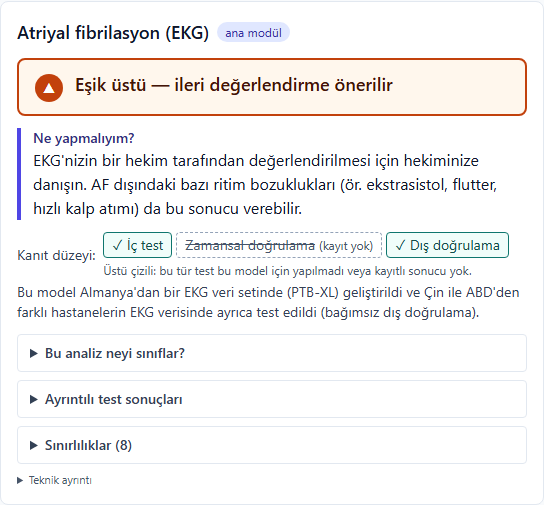 Atriyal fibrilasyon (EKG) ana modül
Eşik üstü — ileri değerlendirme önerilir
Ne yapmalıyım?
EKG'nizin bir hekim tarafından değerlendirilmesi için hekiminize
danışın. AF dışındaki bazı ritim bozuklukları (ör. ekstrasistol, flutter,
hızlı kalp atımı) da bu sonucu verebilir.
Kanıt düzeyi: ✓ İç test Zamansal doğrulama (kayıt yok) ✓ Dış doğrulama
Üstü çizili: bu tür test bu model için yapılmadı veya kayıtlı sonucu yok.
Bu model Almanya'dan bir EKG veri setinde (PTB-XL) geliştirildi ve Çin ile ABD'den
farklı hastanelerin EKG verisinde ayrıca test edildi (bağımsız dış doğrulama).
▶ Bu analiz neyi sınıflar?
▶ Ayrıntılı test sonuçları
▶ Sınırlılıklar (8)
▶ Teknik ayrıntı